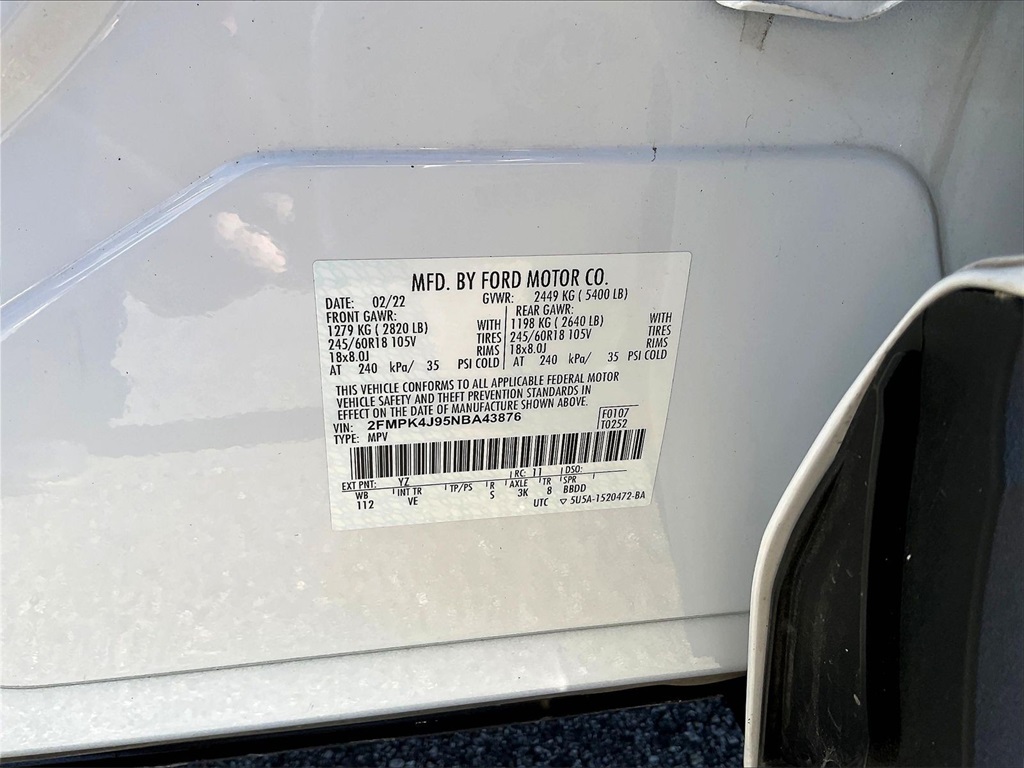 MFD. BY FORD MOTOR CO.
DATE: 02/22 GVWR: 2449 KG ( 5400 LB)
FRONT GAWR: REAR GAWR:
1279 KG ( 2820 LB) WITH 1198 KG ( 2640 LB) WITH
245/60R18 105V TIRES 245/60R18 105V TIRES
18x8.0J RIMS 18x8.0J RIMS
AT 240 kPa/ 35 PSI COLD AT 240 kPa/ 35 PSI COLD
THIS VEHICLE CONFORMS TO ALL APPLICABLE FEDERAL MOTOR
VEHICLE SAFETY AND THEFT PREVENTION STANDARDS IN
EFFECT ON THE DATE OF MANUFACTURE SHOWN ABOVE.
VIN: 2FMPK4J95NBA43876 F0107
TYPE: MPV T0252
EXT PNT: YZ RC: 11 DSO:
WB INT TR TP/PS R AXLE TR SPR
112 VE S 3K 8 BBDD
UTC ▽ 5U5A-1520472-BA